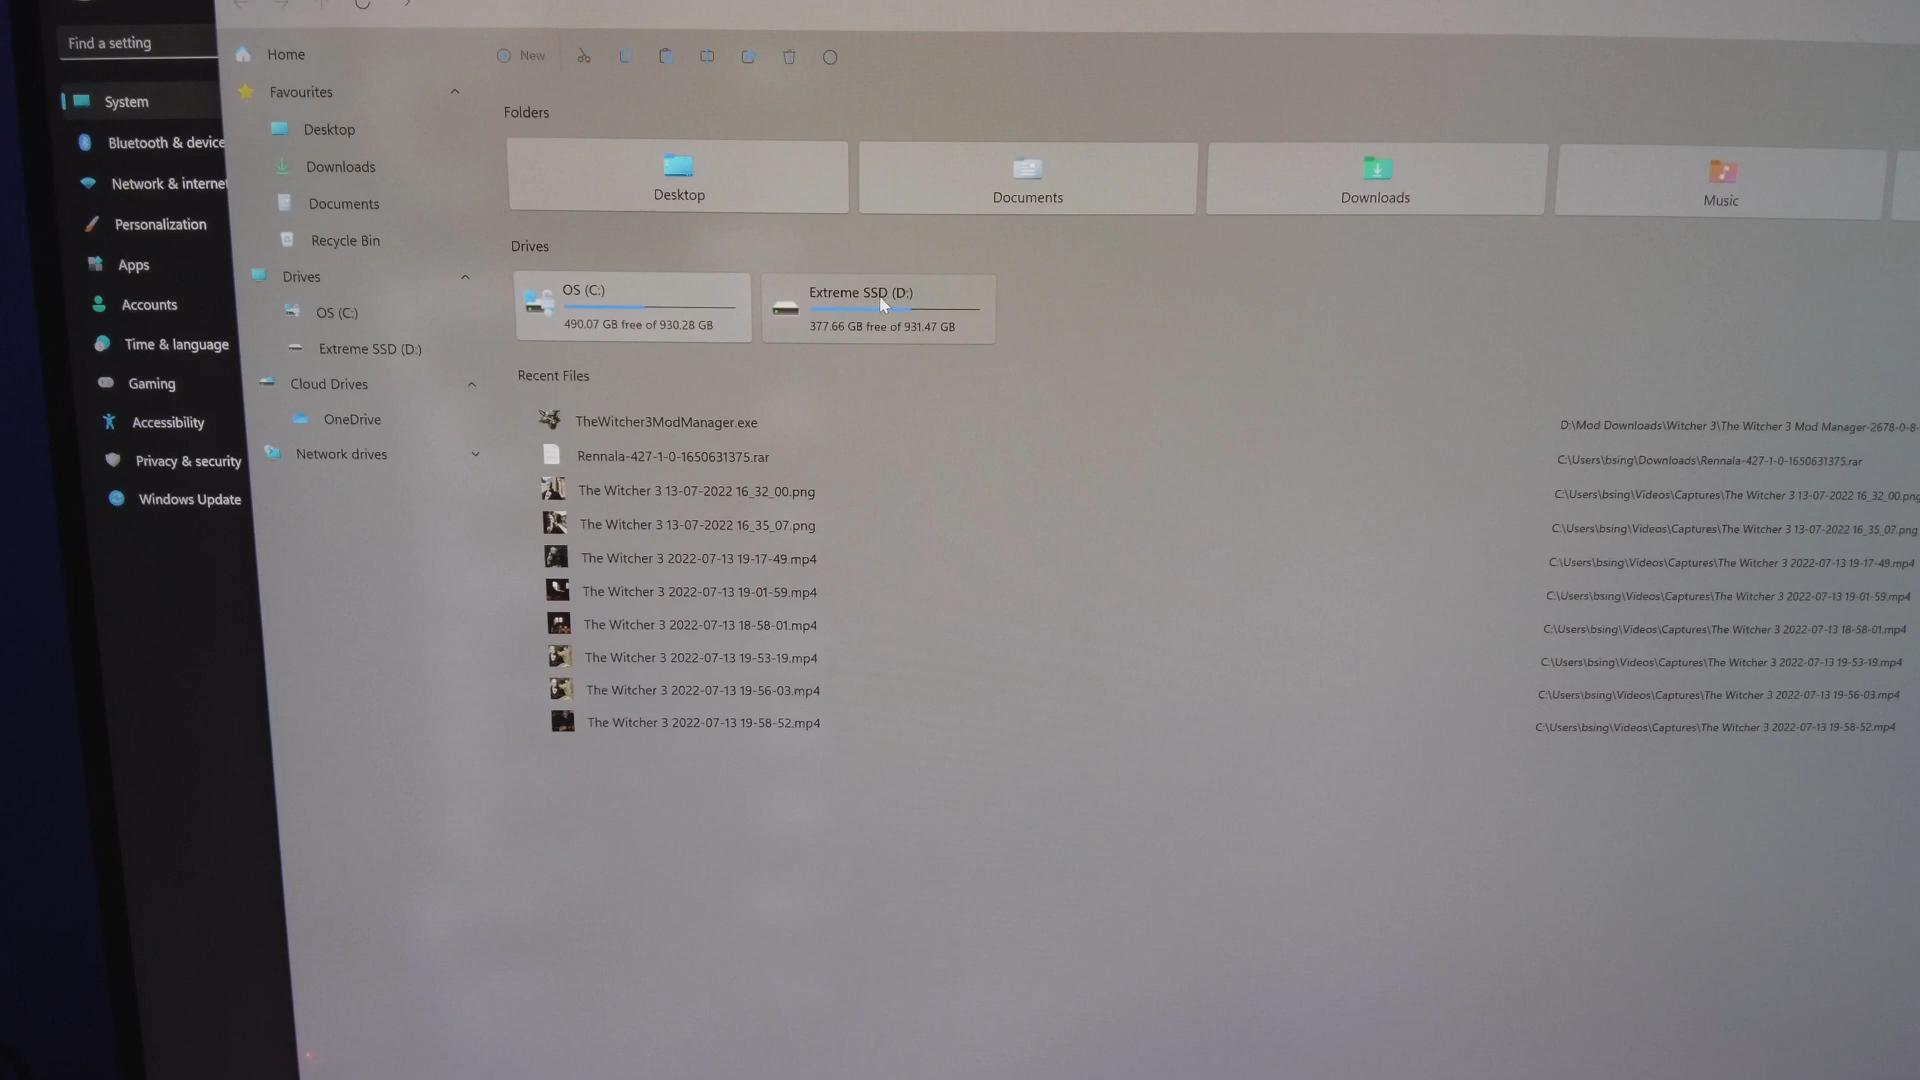 Find a setting
System
Bluetooth & device
Network & internet
Personalization
Apps
Accounts
Time & language
Gaming
Accessibility
Privacy & security
Windows Update
Home
Favourites
Desktop
Downloads
Documents
Recycle Bin
Drives
OS (C:)
Extreme SSD (D:)
Cloud Drives
OneDrive
Network drives
New
Folders
Desktop
Documents
Downloads
Music
Drives
OS (C:)
490.07 GB free of 930.28 GB
Extreme SSD (D:)
377.66 GB free of 931.47 GB
Recent Files
TheWitcher3ModManager.exe D:\Mod Downloads\Witcher 3\The Witcher 3 Mod Manager-2678-0-8-
Rennala-427-1-0-1650631375.rar C:\Users\bsing\Downloads\Rennala-427-1-0-1650631375.rar
The Witcher 3 13-07-2022 16_32_00.png C:\Users\bsing\Videos\Captures\The Witcher 3 13-07-2022 16_32_00.png
The Witcher 3 13-07-2022 16_35_07.png C:\Users\bsing\Videos\Captures\The Witcher 3 13-07-2022 16_35_07.png
The Witcher 3 2022-07-13 19-17-49.mp4 C:\Users\bsing\Videos\Captures\The Witcher 3 2022-07-13 19-17-49.mp4
The Witcher 3 2022-07-13 19-01-59.mp4 C:\Users\bsing\Videos\Captures\The Witcher 3 2022-07-13 19-01-59.mp4
The Witcher 3 2022-07-13 18-58-01.mp4 C:\Users\bsing\Videos\Captures\The Witcher 3 2022-07-13 18-58-01.mp4
The Witcher 3 2022-07-13 19-53-19.mp4 C:\Users\bsing\Videos\Captures\The Witcher 3 2022-07-13 19-53-19.mp4
The Witcher 3 2022-07-13 19-56-03.mp4 C:\Users\bsing\Videos\Captures\The Witcher 3 2022-07-13 19-56-03.mp4
The Witcher 3 2022-07-13 19-58-52.mp4 C:\Users\bsing\Videos\Captures\The Witcher 3 2022-07-13 19-58-52.mp4